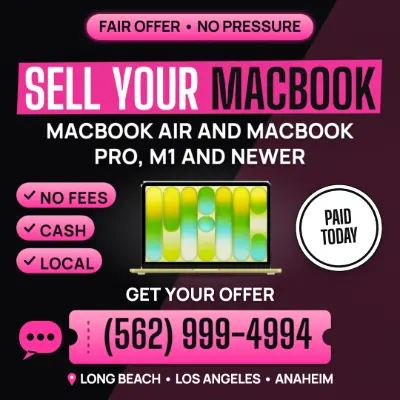 FAIR OFFER • NO PRESSURE
SELL YOUR MACBOOK
MACBOOK AIR AND MACBOOK
PRO, M1 AND NEWER
NO FEES
CASH
LOCAL
PAID
TODAY
GET YOUR OFFER
(562) 999-4994
LONG BEACH • LOS ANGELES • ANAHEIM